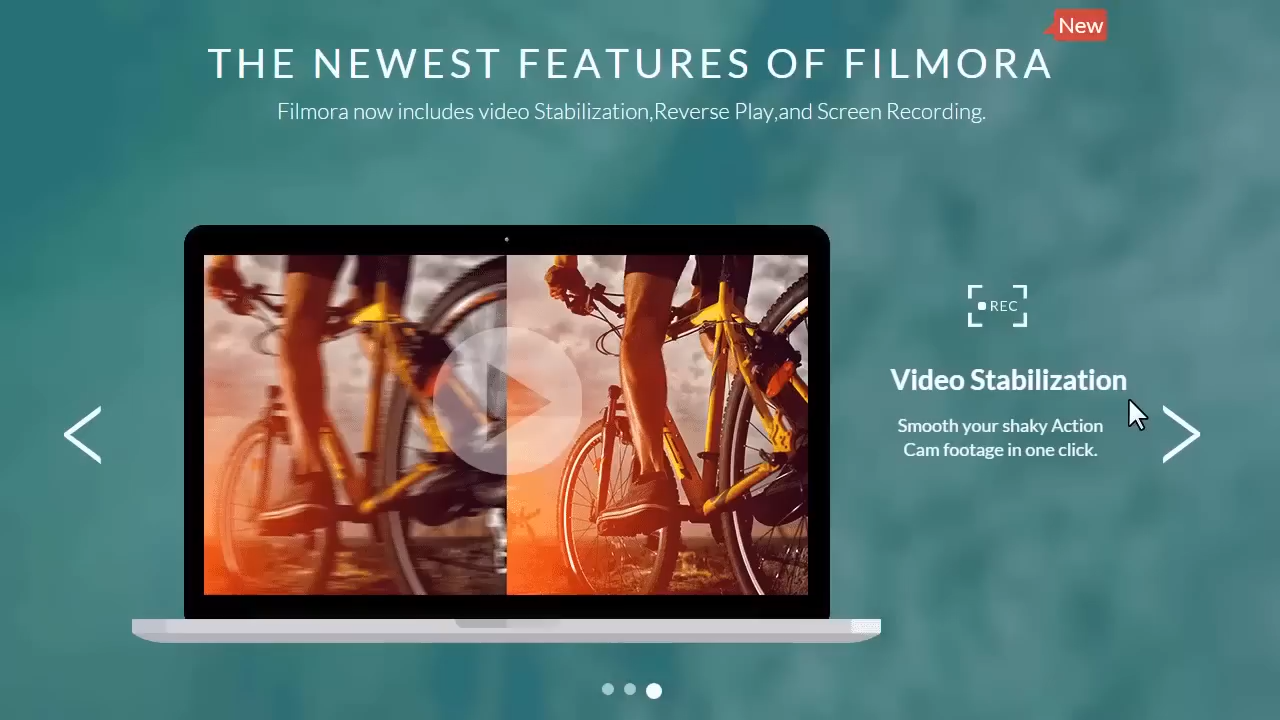 New
THE NEWEST FEATURES OF FILMORA
Filmora now includes video Stabilization,Reverse Play,and Screen Recording.
REC
Video Stabilization
Smooth your shaky Action
Cam footage in one click.